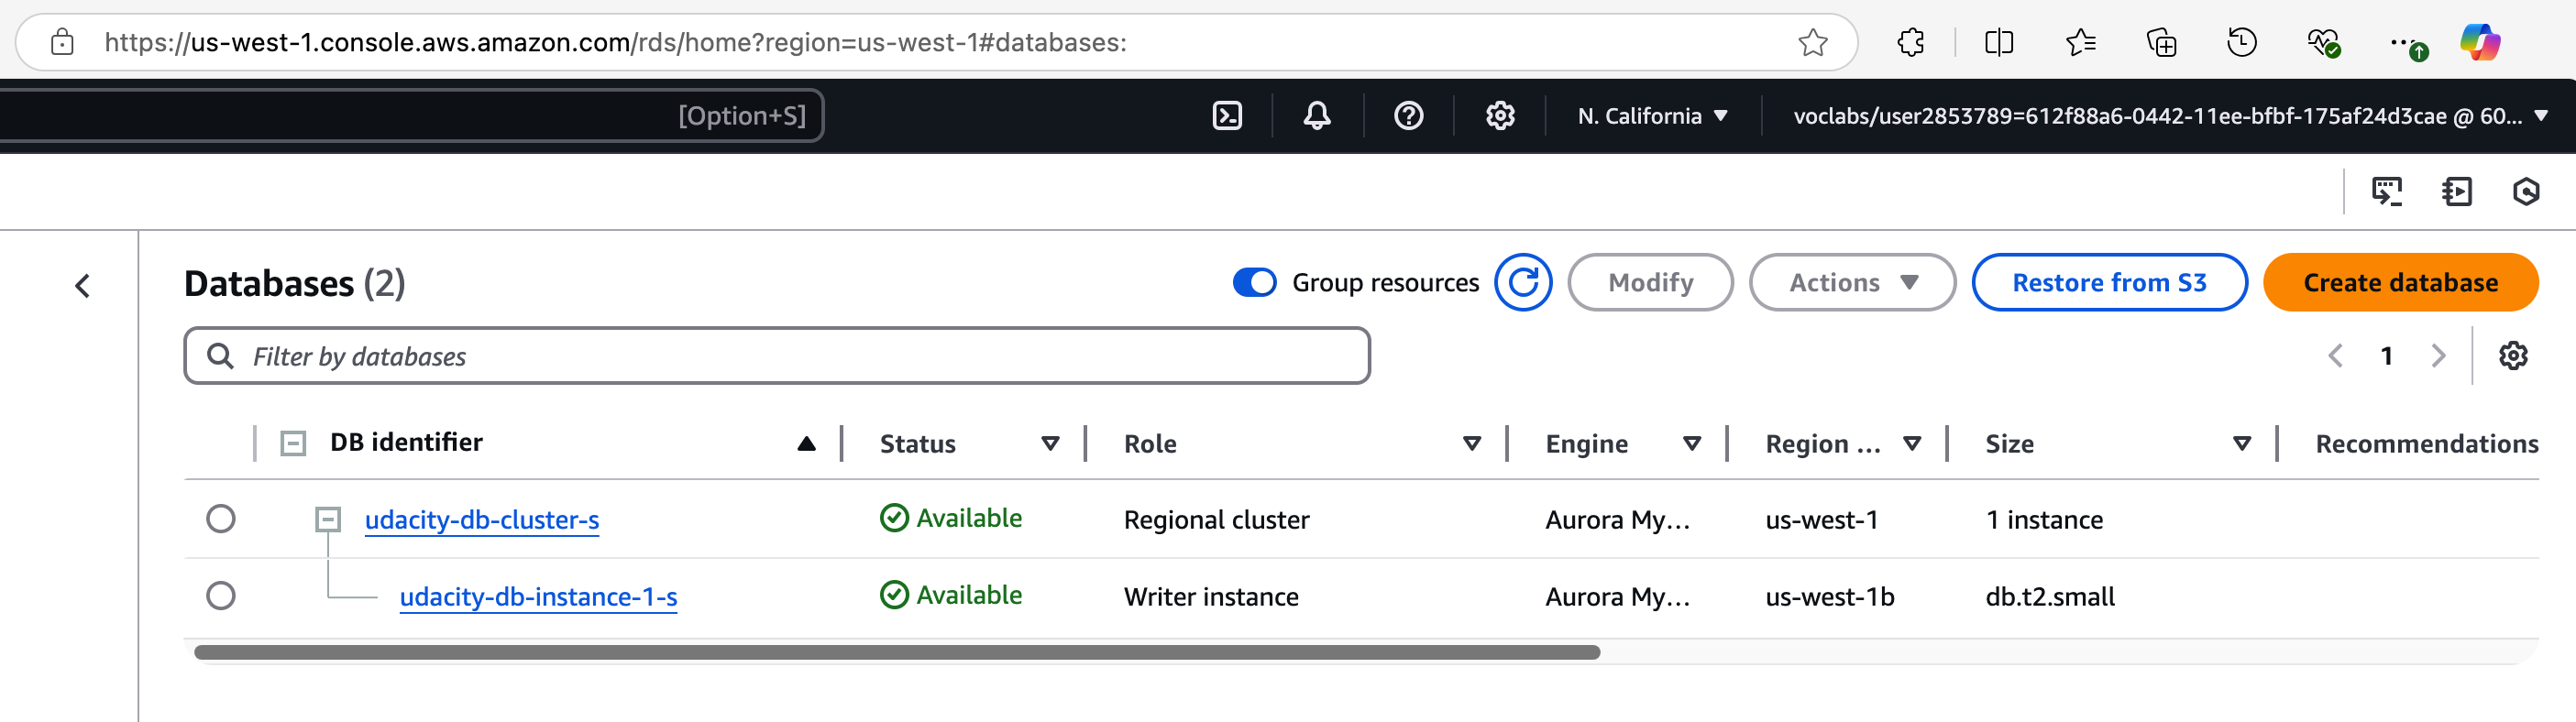 https://us-west-1.console.aws.amazon.com/rds/home?region=us-west-1#databases:
[Option+S] N. California voclabs/user2853789=612f88a6-0442-11ee-bfbf-175af24d3cae @ 60...
Databases (2) Group resources Modify Actions Restore from S3 Create database
Filter by databases 1
DB identifier Status Role Engine Region ... Size Recommendations
udacity-db-cluster-s Available Regional cluster Aurora My... us-west-1 1 instance
udacity-db-instance-1-s Available Writer instance Aurora My... us-west-1b db.t2.small